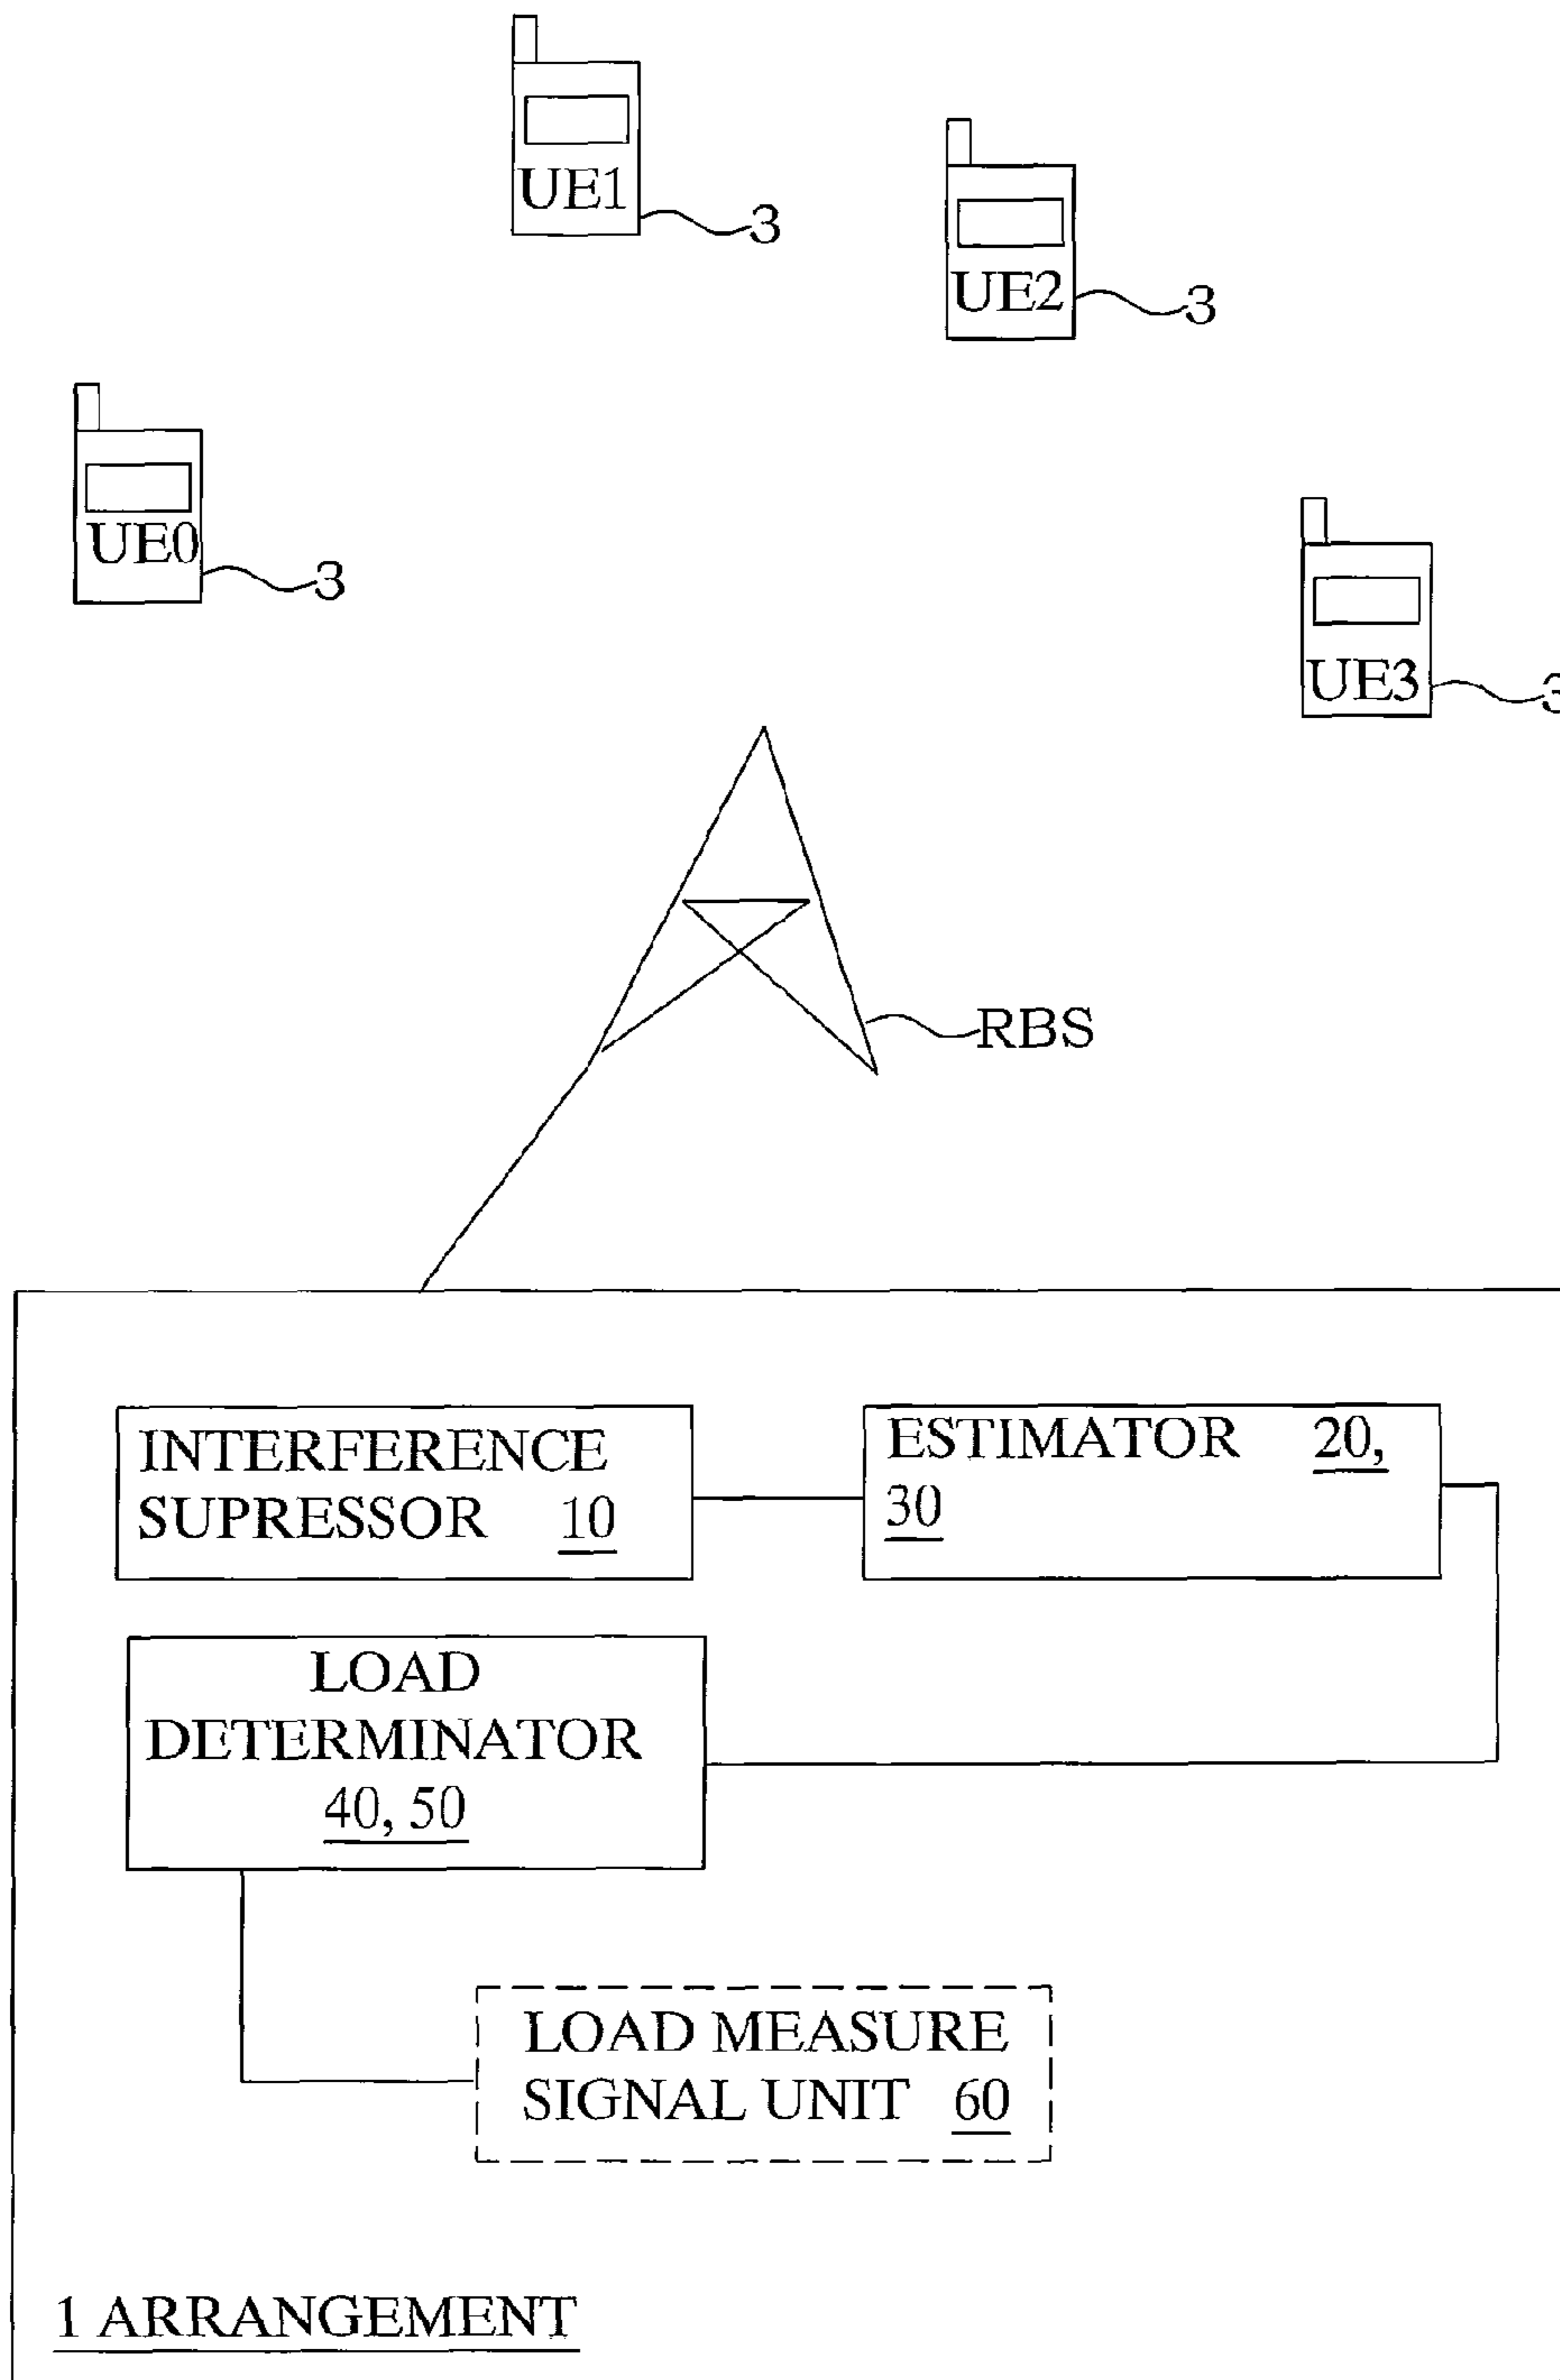 UE1
3
UE2
3
UE0
3
UE3
3
RBS
INTERFERENCE
SUPRESSOR 10
ESTIMATOR 20,
30
LOAD
DETERMINATOR
40, 50
LOAD MEASURE
SIGNAL UNIT 60
1 ARRANGEMENT